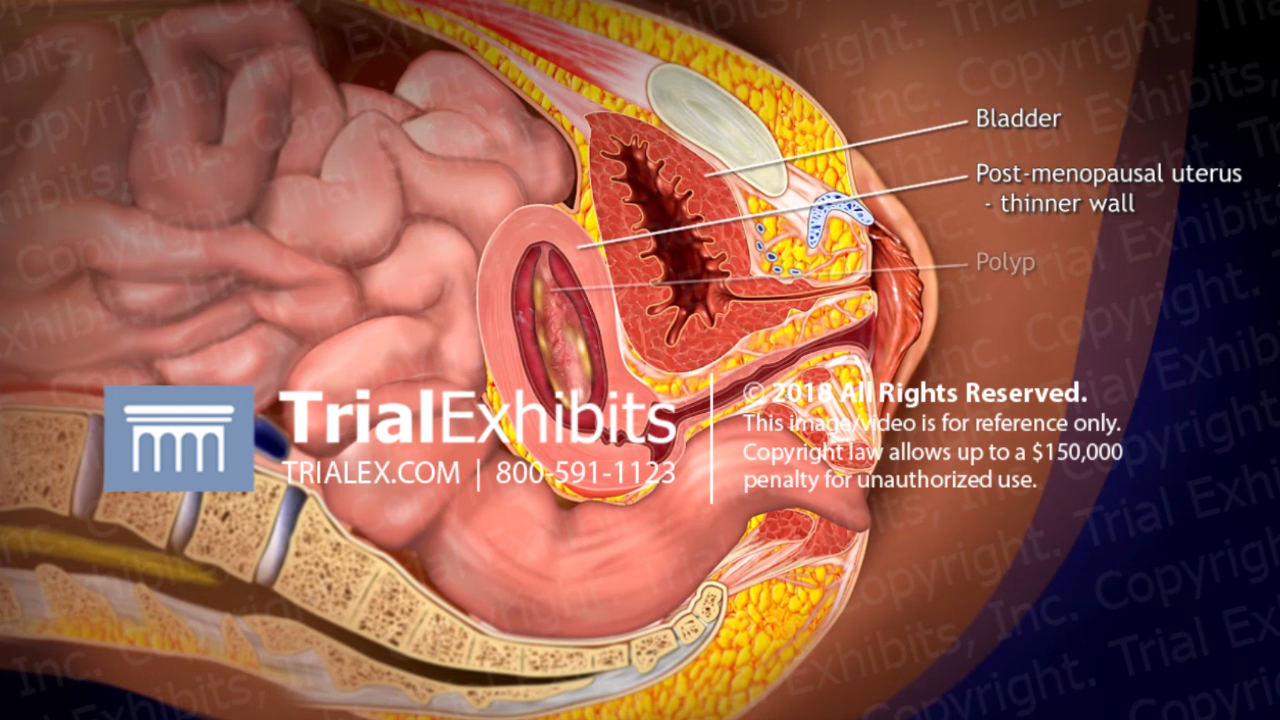 Bladder
Post-menopausal uterus
- thinner wall
Polyp
TrialExhibits
TRIALEX.COM | 800-591-1123
© 2018 All Rights Reserved.
This image/video is for reference only.
Copyright law allows up to a $150,000
penalty for unauthorized use.